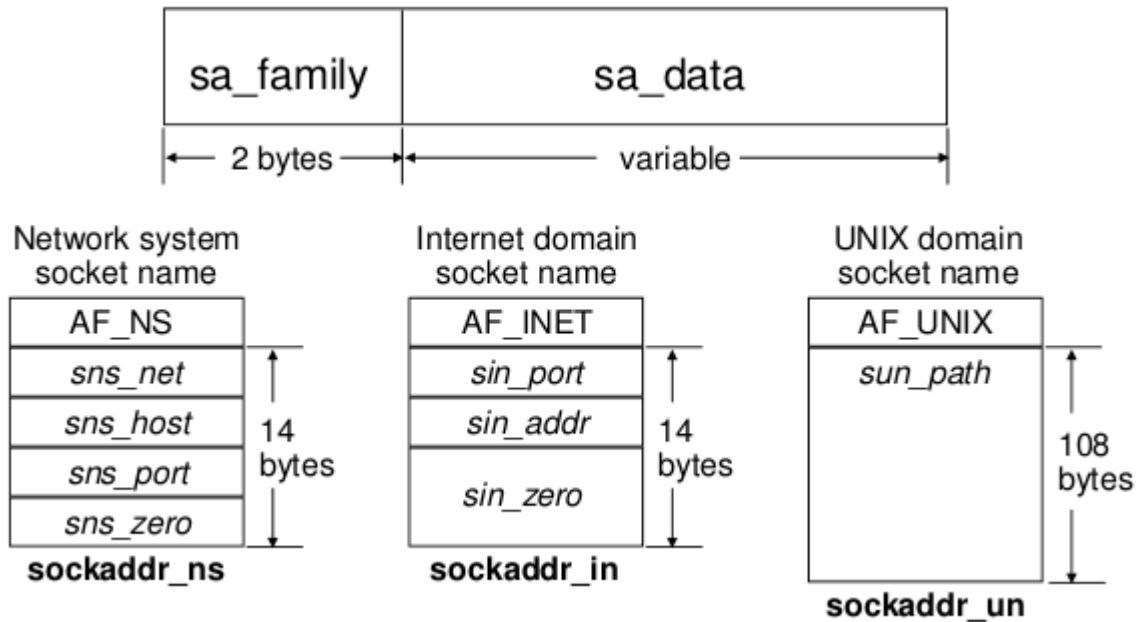 sa_family sa_data
2 bytes variable
Network system
socket name
AF_NS
sns_net
sns_host
sns_port
sns_zero
14
bytes
sockaddr_ns
Internet domain
socket name
AF_INET
sin_port
sin_addr
sin_zero
14
bytes
sockaddr_in
UNIX domain
socket name
AF_UNIX
sun_path
108
bytes
sockaddr_un